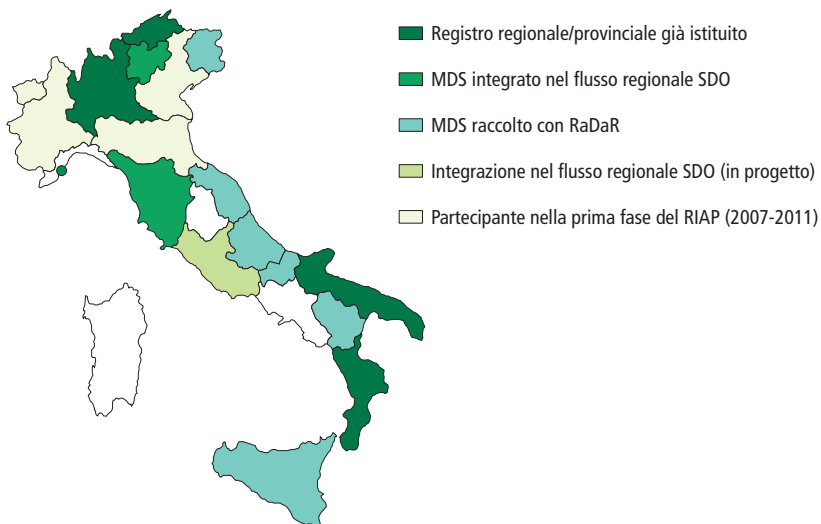 Registro regionale/provinciale già istituito
MDS integrato nel flusso regionale SDO
MDS raccolto con RaDaR
Integrazione nel flusso regionale SDO (in progetto)
Partecipante nella prima fase del RIAP (2007-2011)